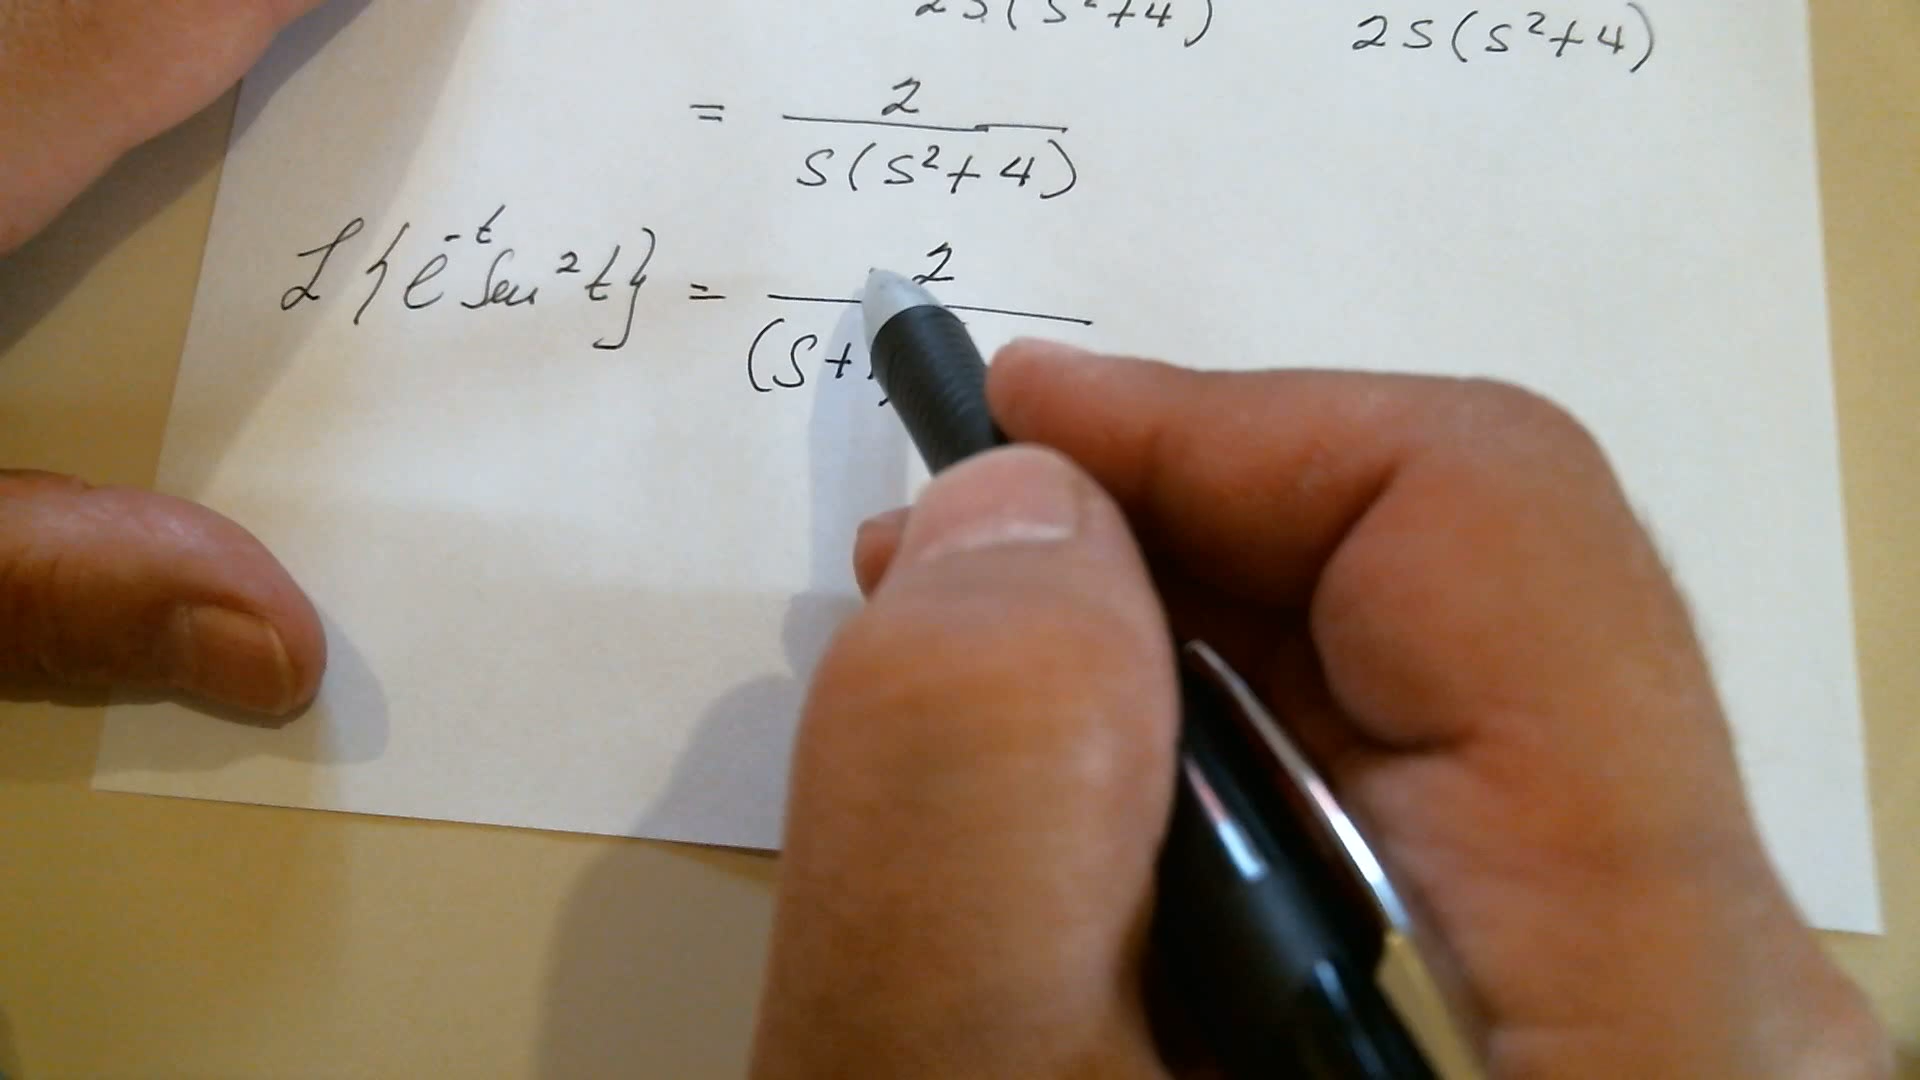 2S(S²+4) 2S(S²+4)
= 2 / S(S²+4)
L{e^-t Sen²t} = 2 / (S+